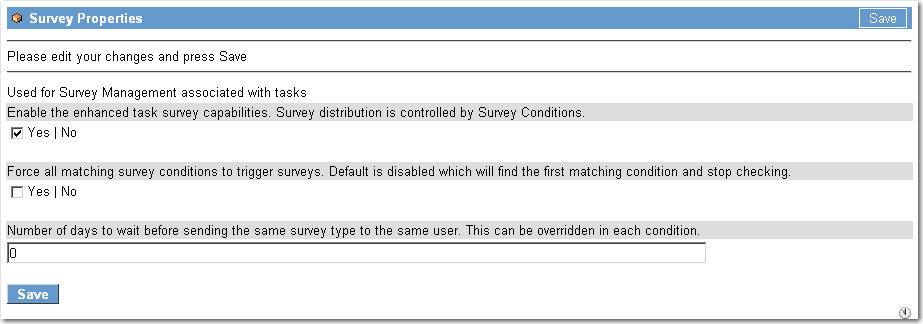 Survey Properties Save
Please edit your changes and press Save
Used for Survey Management associated with tasks
Enable the enhanced task survey capabilities. Survey distribution is controlled by Survey Conditions.
Yes | No
Force all matching survey conditions to trigger surveys. Default is disabled which will find the first matching condition and stop checking.
Yes | No
Number of days to wait before sending the same survey type to the same user. This can be overridden in each condition.
0
Save